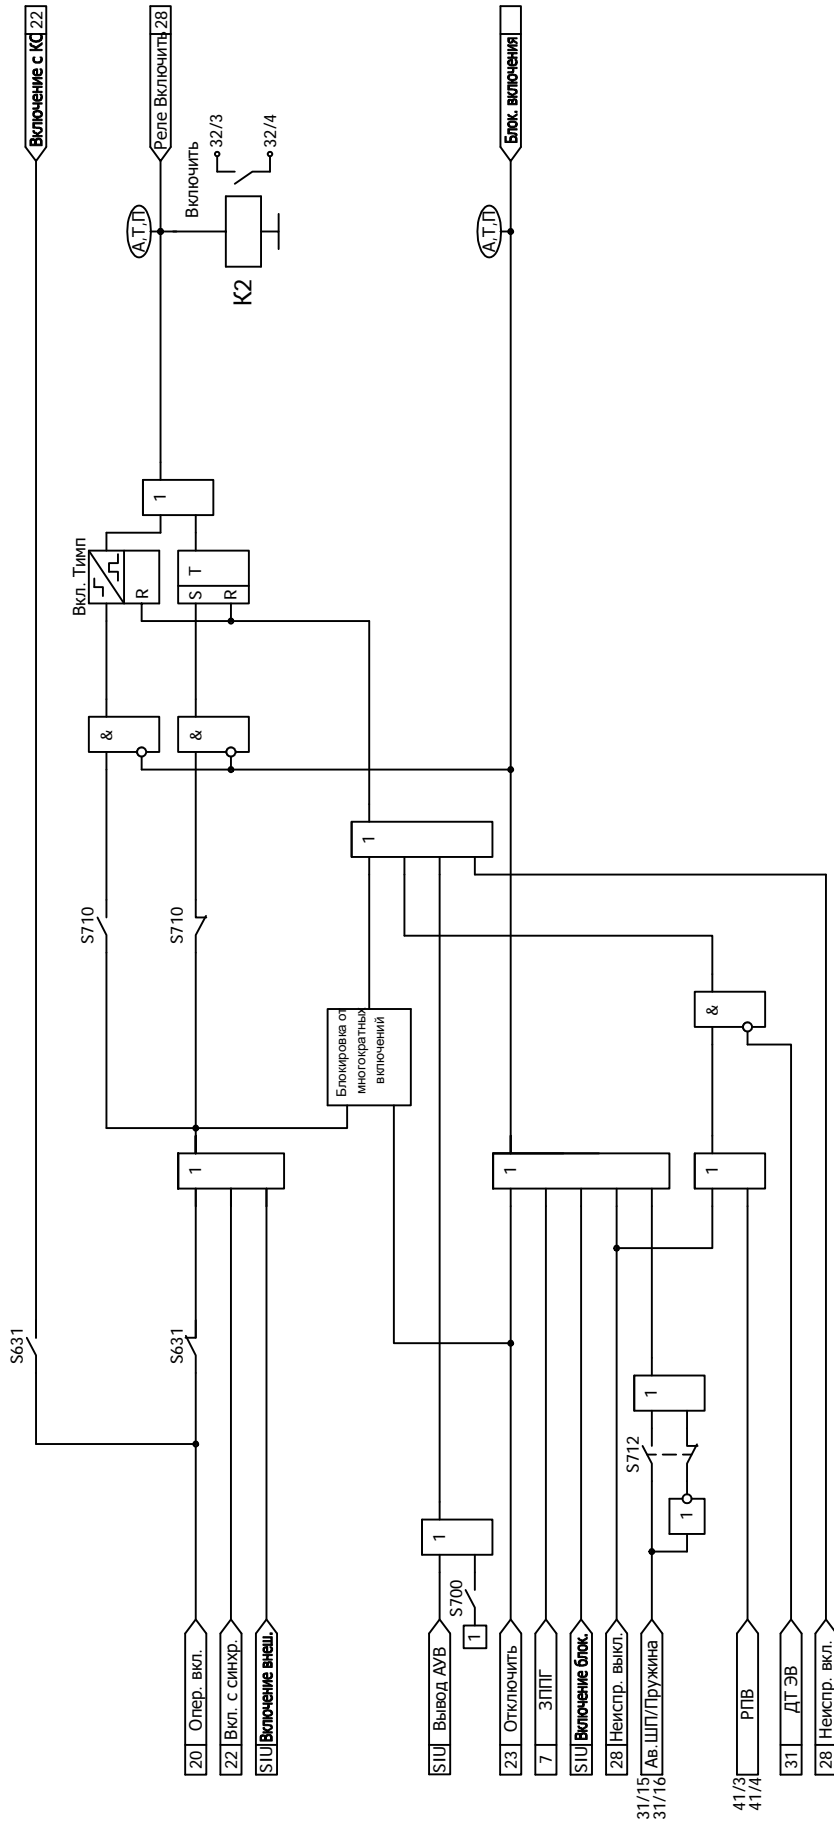 22
Включение с КС
28
Реле Включить
Блок. включения
А,Т,П
А,Т,П
Включить
32/3
32/4
К2
1
Вкл. Тимп
R
T
S
R
&
&
1
S710
S710
Блокировка от
многократных
включений
&
1
1
1
S631
S631
1
S712
1
1
S700
1
20
Опер. вкл.
22
Вкл. с синхр.
SIU
Включение внеш.
SIU
Вывод АУВ
23
Отключить
7
ЗППГ
SIU
Включение блок.
28
Неиспр. выкл.
31/15
31/16
Ав. ШП/Пружина
41/3
41/4
РПВ
31
ДТ ЭВ
28
Неиспр. вкл.